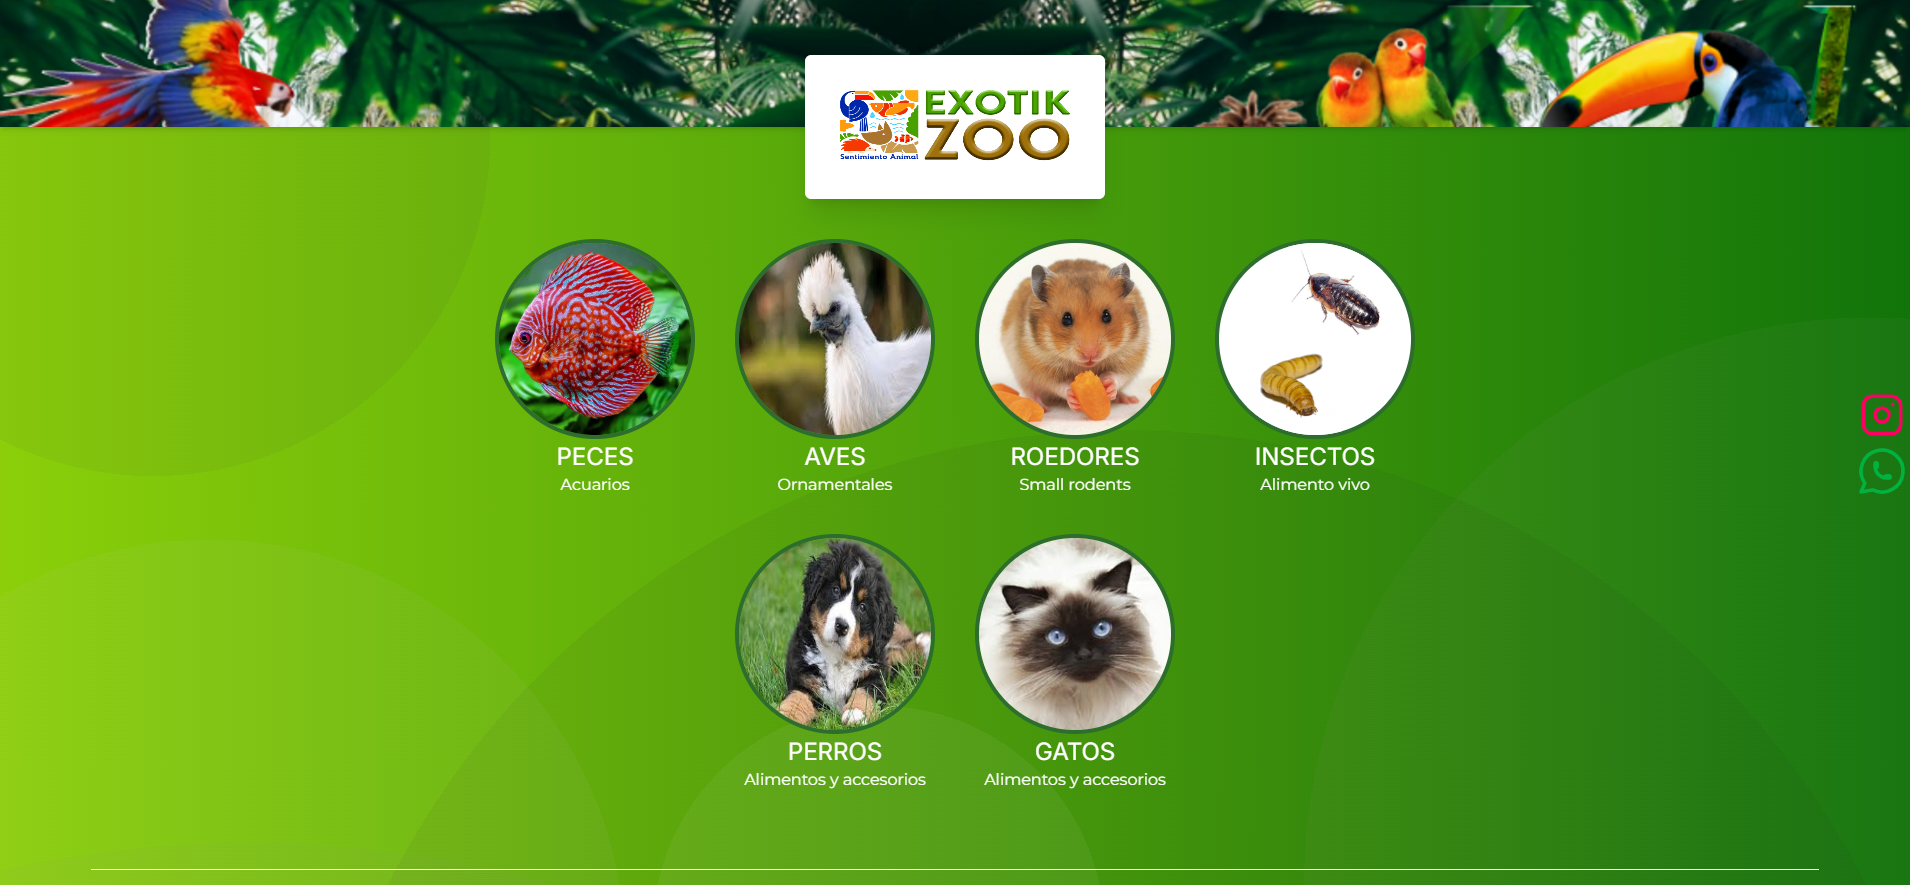 EXOTIK
ZOO
Sentimiento Animal
PECES
Acuarios
AVES
Ornamentales
ROEDORES
Small rodents
INSECTOS
Alimento vivo
PERROS
Alimentos y accesorios
GATOS
Alimentos y accesorios